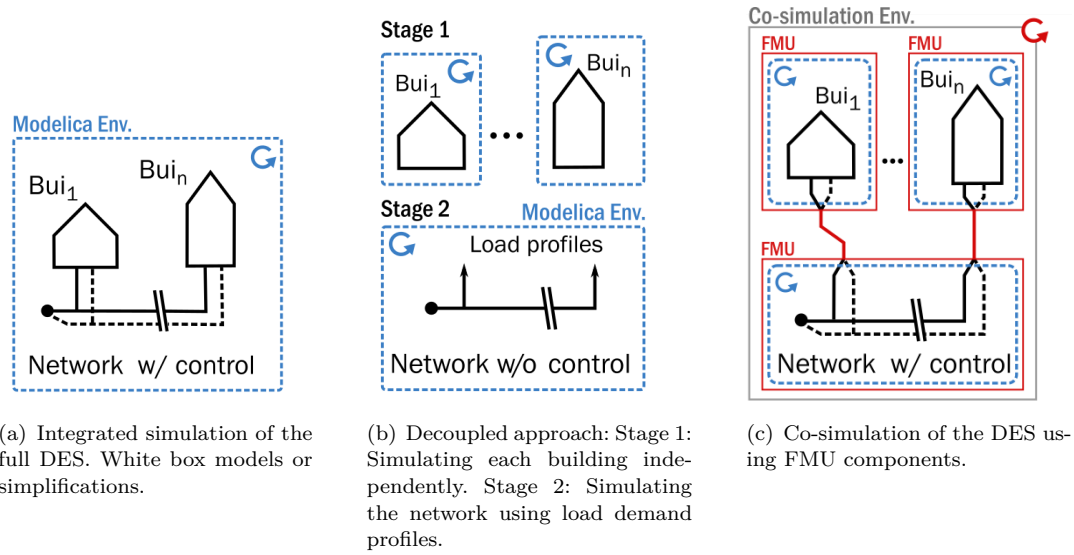 Modelica Env.
Bui1
Buin
Network w/ control
(a) Integrated simulation of the
full DES. White box models or
simplifications.
Stage 1
Bui1
...
Buin
Stage 2
Modelica Env.
Load profiles
Network w/o control
(b) Decoupled approach: Stage 1:
Simulating each building inde-
pendently. Stage 2: Simulating
the network using load demand
profiles.
Co-simulation Env.
FMU
FMU
Bui1
...
Buin
FMU
Network w/ control
(c) Co-simulation of the DES us-
ing FMU components.